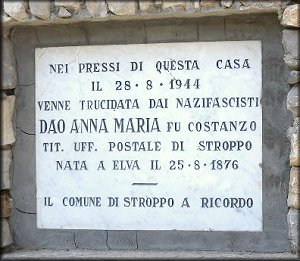 NEI PRESSI DI QUESTA CASA
IL 28-8-1944
VENNE TRUCIDATA DAI NAZIFASCISTI
DAO ANNA MARIA FU COSTANZO
TIT. UFF. POSTALE DI STROPPO
NATA A ELVA IL 25-8-1876
IL COMUNE DI STROPPO A RICORDO